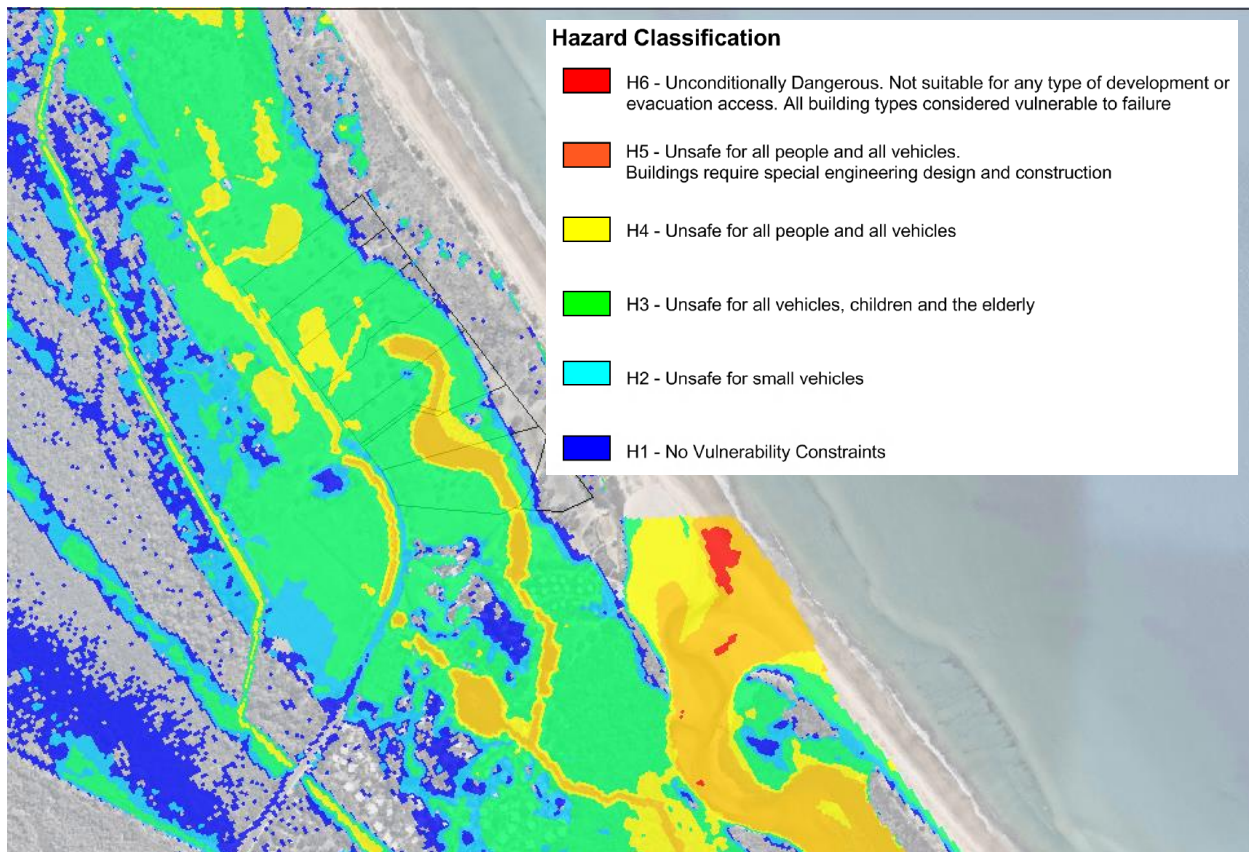 Hazard Classification
H6 - Unconditionally Dangerous. Not suitable for any type of development or
evacuation access. All building types considered vulnerable to failure
H5 - Unsafe for all people and all vehicles.
Buildings require special engineering design and construction
H4 - Unsafe for all people and all vehicles
H3 - Unsafe for all vehicles, children and the elderly
H2 - Unsafe for small vehicles
H1 - No Vulnerability Constraints